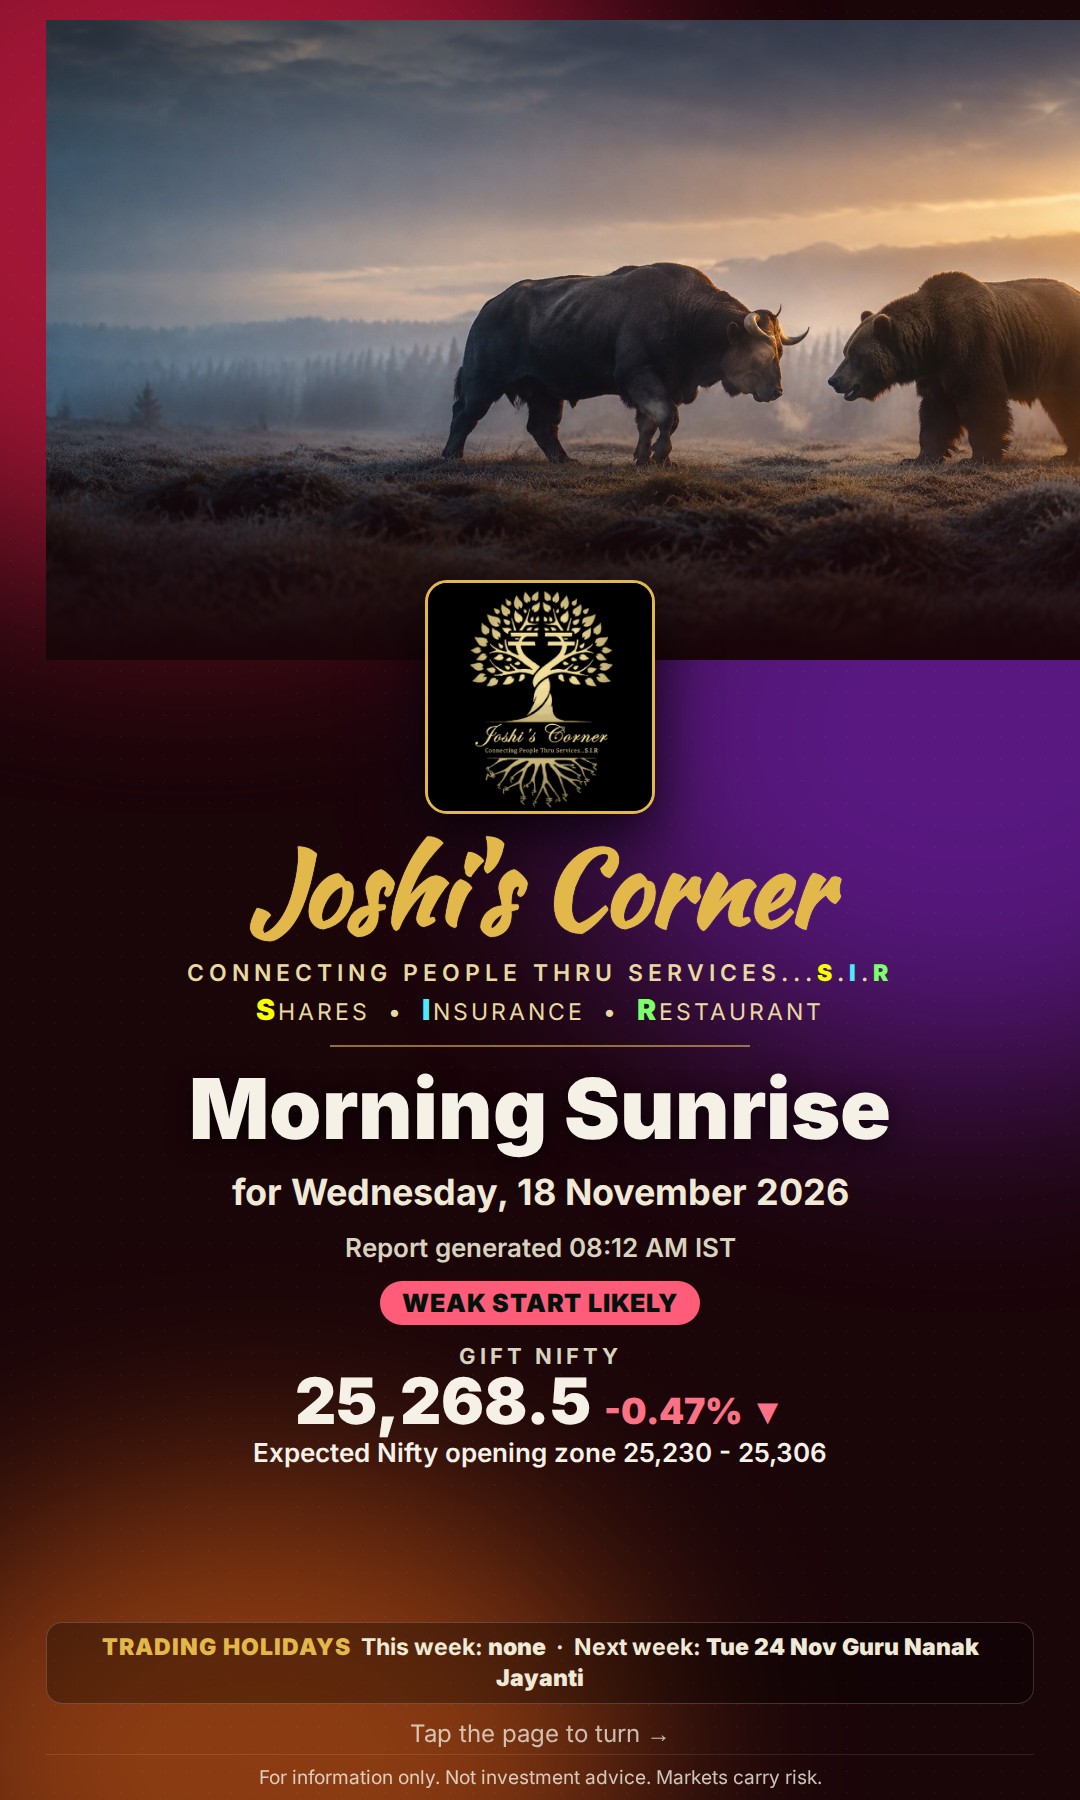 Joshi's Corner
Connecting People Thru Services...S.I.R
Joshi's Corner
CONNECTING PEOPLE THRU SERVICES...S.I.R
SHARES • INSURANCE • RESTAURANT
Morning Sunrise
for Wednesday, 18 November 2026
Report generated 08:12 AM IST
WEAK START LIKELY
GIFT NIFTY
25,268.5 -0.47% ▼
Expected Nifty opening zone 25,230 - 25,306
TRADING HOLIDAYS This week: none · Next week: Tue 24 Nov Guru Nanak
Jayanti
Tap the page to turn →
For information only. Not investment advice. Markets carry risk.